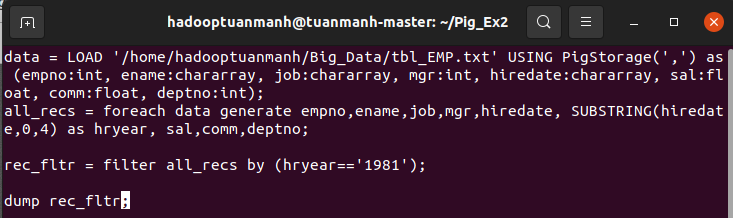 hadooptuanmanh@tuanmanh-master: ~/Pig_Ex2
data = LOAD '/home/hadooptuanmanh/Big_Data/tbl_EMP.txt' USING PigStorage(',') as
 (empno:int, ename:chararray, job:chararray, mgr:int, hiredate:chararray, sal:fl
oat, comm:float, deptno:int);
all_recs = foreach data generate empno,ename,job,mgr,hiredate, SUBSTRING(hiredat
e,0,4) as hryear, sal,comm,deptno;
rec_fltr = filter all_recs by (hryear=='1981');
dump rec_fltr;